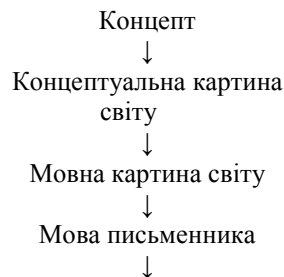 Концепт
↓
Концептуальна картина
світу
↓
Мовна картина світу
↓
Мова письменника
↓